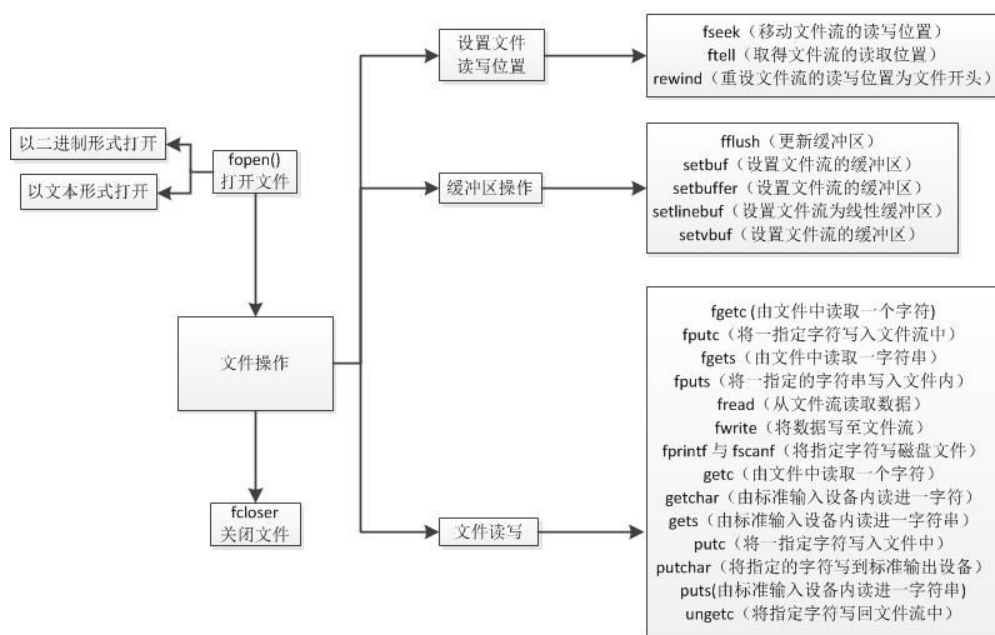 设置文件
读写位置
fseek（移动文件流的读写位置）
ftell（取得文件流的读取位置）
rewind（重设文件流的读写位置为文件开头）
以二进制形式打开
以文本形式打开
fopen()
打开文件
缓冲区操作
fflush（更新缓冲区）
setbuf（设置文件流的缓冲区）
setbuffer（设置文件流的缓冲区）
setlinebuf（设置文件流为线性缓冲区）
setvbuf（设置文件流的缓冲区）
文件操作
fcloser
关闭文件
文件读写
fgetc (由文件中读取一个字符)
fputc（将一指定字符写入文件流中）
fgets（由文件中读取一字符串）
fputs（将一指定的字符串写入文件内）
fread（从文件流读取数据）
fwrite（将数据写至文件流）
fprintf 与 fscanf（将指定字符写磁盘文件）
getc（由文件中读取一个字符）
getchar（由标准输入设备内读进一字符）
gets（由标准输入设备内读进一字符串）
putc（将一指定字符写入文件中）
putchar（将指定的字符写到标准输出设备）
puts(由标准输入设备内读进一字符串)
ungetc（将指定字符写回文件流中）